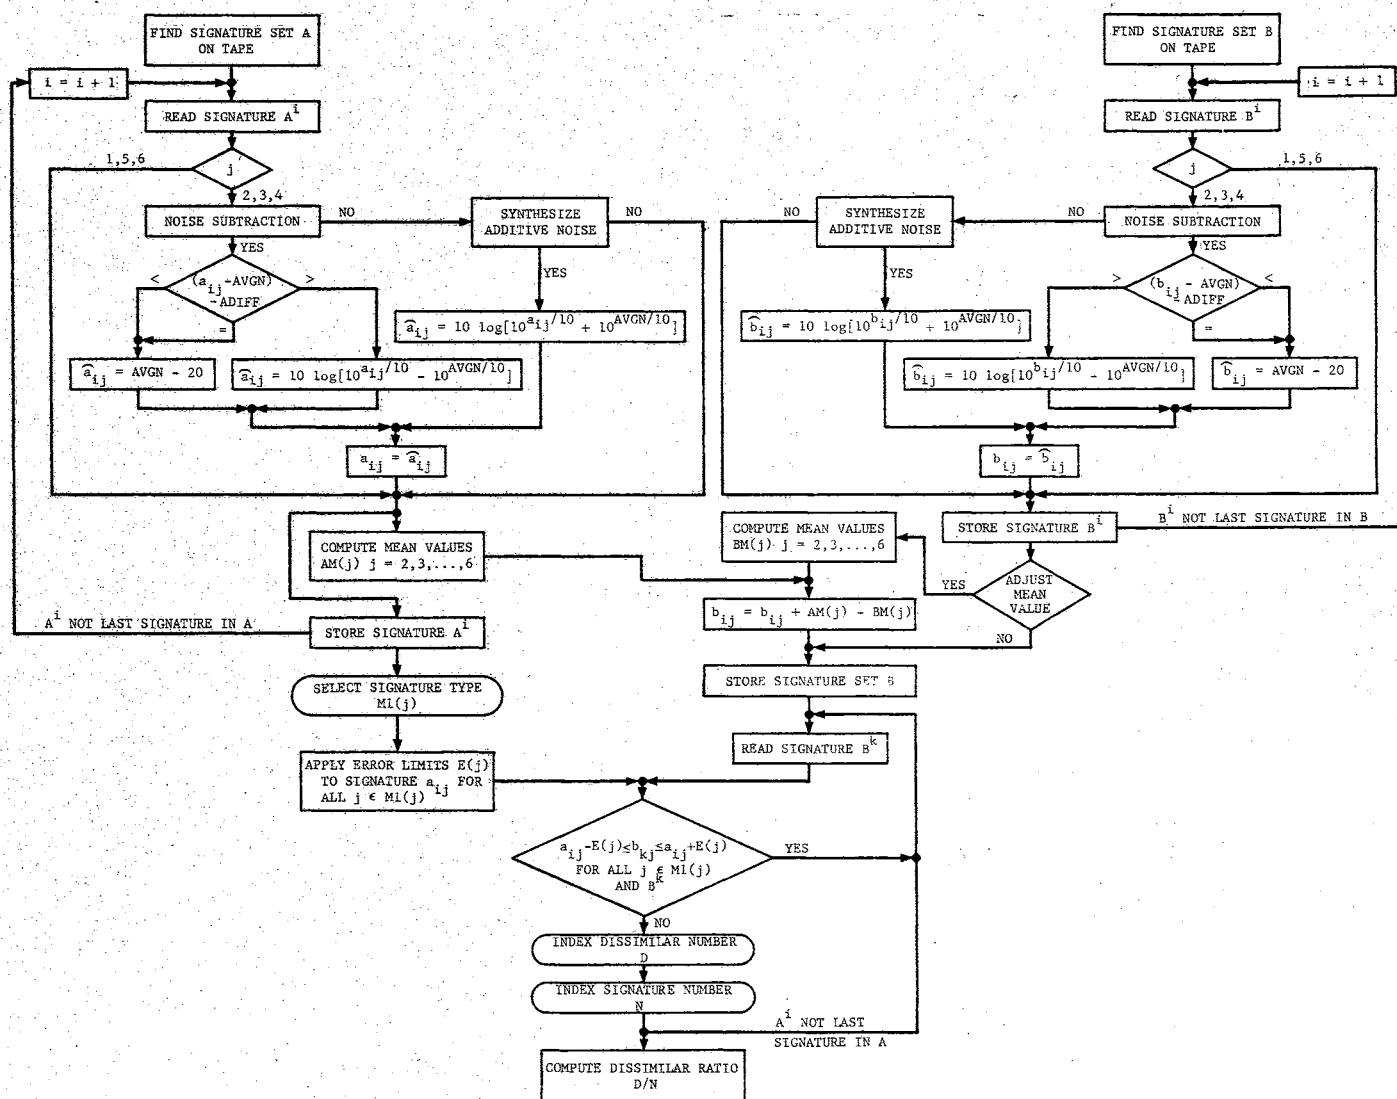 FIND SIGNATURE SET A
ON TAPE
i = i + 1
READ SIGNATURE A^i
j
1,5,6
2,3,4
NOISE SUBTRACTION
NO
SYNTHESIZE
ADDITIVE NOISE
NO
YES
YES
(a_ij -AVGN)
-ADIFF
<
>
=
â_ij = AVGN - 20
â_ij = 10 log[10^a_ij/10 - 10^AVGN/10]
â_ij = 10 log[10^a_ij/10 + 10^AVGN/10]
a_ij = â_ij
COMPUTE MEAN VALUES
AM(j) j = 2,3,...,6
A^i NOT LAST SIGNATURE IN A
STORE SIGNATURE A^i
SELECT SIGNATURE TYPE
M1(j)
APPLY ERROR LIMITS E(j)
TO SIGNATURE a_ij FOR
ALL j ϵ M1(j)
FIND SIGNATURE SET B
ON TAPE
i = i + 1
READ SIGNATURE B^i
j
1,5,6
2,3,4
NOISE SUBTRACTION
NO
SYNTHESIZE
ADDITIVE NOISE
NO
YES
YES
(b_ij - AVGN)
-ADIFF
>
<
=
b̂_ij = 10 log[10^b_ij/10 + 10^AVGN/10]
b̂_ij = 10 log[10^b_ij/10 - 10^AVGN/10]
b̂_ij = AVGN - 20
b_ij = b̂_ij
STORE SIGNATURE B^i
B^i NOT LAST SIGNATURE IN B
COMPUTE MEAN VALUES
BM(j) j = 2,3,...,6
YES
ADJUST
MEAN
VALUE
NO
b_ij = b_ij + AM(j) - BM(j)
STORE SIGNATURE SET B
READ SIGNATURE B^k
a_ij-E(j)≤b_kj≤a_ij+E(j)
FOR ALL j ϵ M1(j)
AND B^k
YES
NO
INDEX DISSIMILAR NUMBER
D
INDEX SIGNATURE NUMBER
N
A^i NOT LAST
SIGNATURE IN A
COMPUTE DISSIMILAR RATIO
D/N